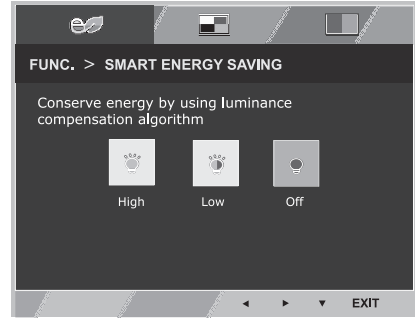 FUNC. > SMART ENERGY SAVING
Conserve energy by using luminance
compensation algorithm
High Low Off
◄ ► ▼ EXIT